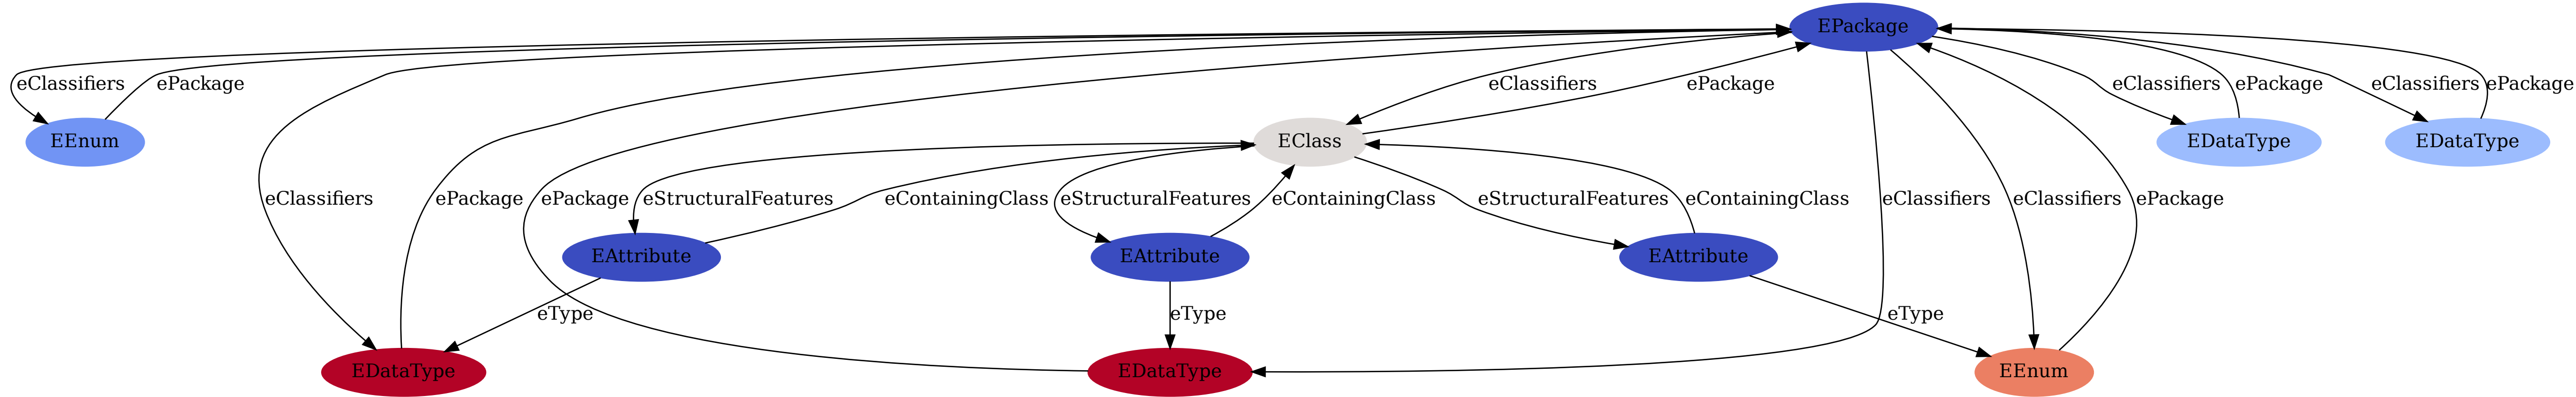 EPackage
eClassifiers
ePackage
eClassifiers
ePackage
eClassifiers
ePackage
eClassifiers
ePackage
EEnum
EClass
EDataType
EDataType
eClassifiers
ePackage
ePackage
eStructuralFeatures
eContainingClass
eStructuralFeatures
eContainingClass
eStructuralFeatures
eContainingClass
eClassifiers
eClassifiers
ePackage
EAttribute
EAttribute
EAttribute
eType
eType
eType
EDataType
EDataType
EEnum